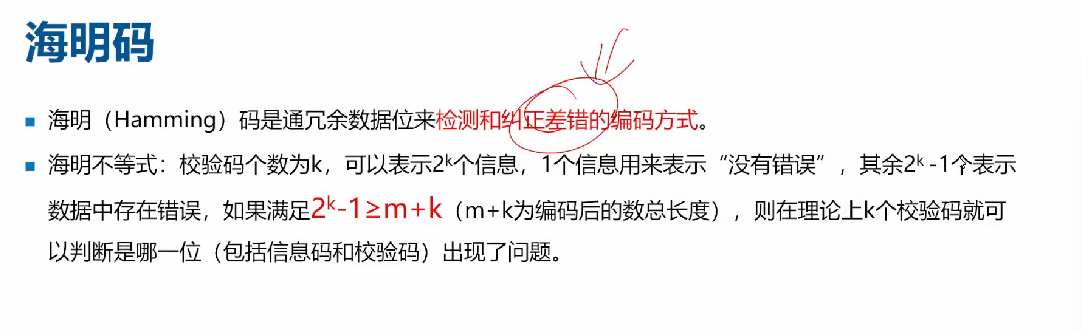 海明码
海明（Hamming）码是通冗余数据位来检测和纠正差错的编码方式。
海明不等式：校验码个数为k，可以表示2ᵏ个信息，1个信息用来表示“没有错误”，其余2ᵏ -1个表示
数据中存在错误，如果满足2ᵏ-1≥m+k（m+k为编码后的数总长度），则在理论上k个校验码就可
以判断是哪一位（包括信息码和校验码）出现了问题。